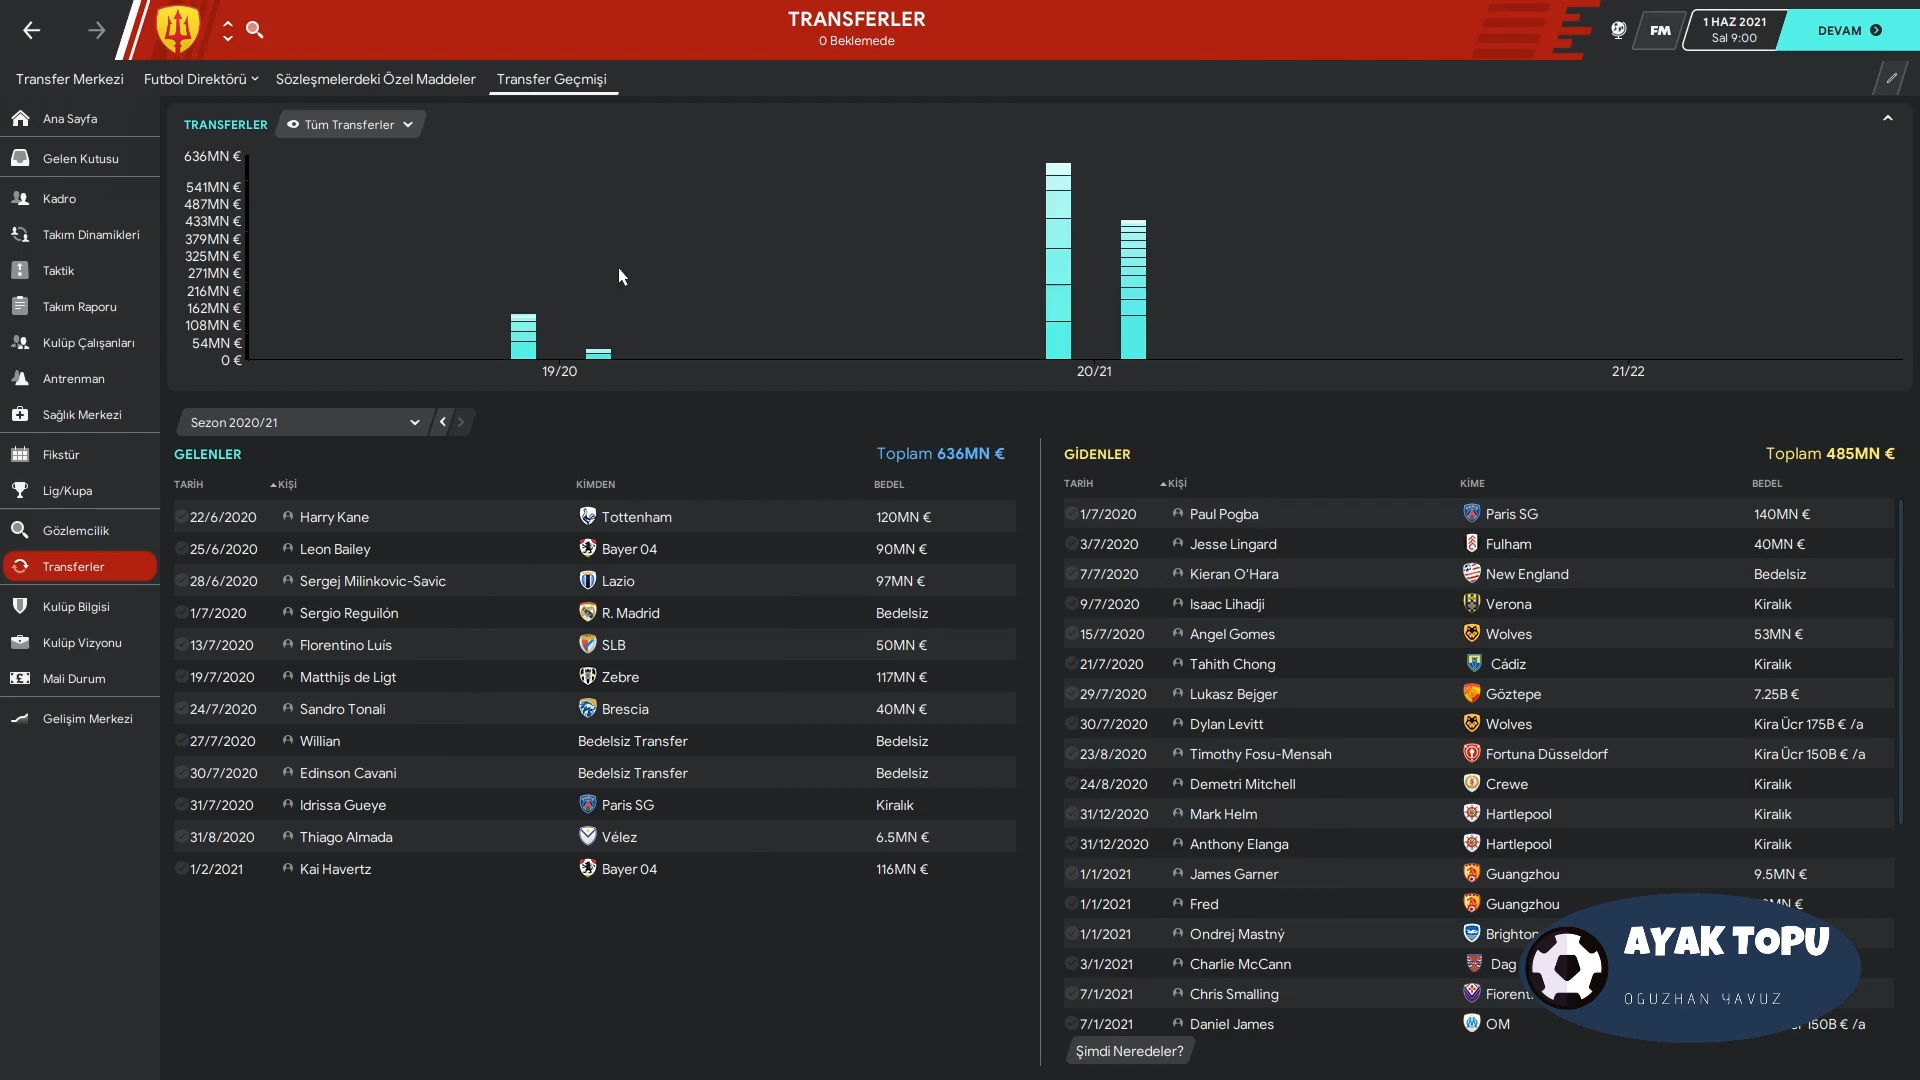 TRANSFERLER
0 Beklemede
FM
1 HAZ 2021
Sal 9:00
DEVAM
Transfer Merkezi
Futbol Direktörü
Sözleşmelerdeki Özel Maddeler
Transfer Geçmişi
Ana Sayfa
Gelen Kutusu
Kadro
Takım Dinamikleri
Taktik
Takım Raporu
Kulüp Çalışanları
Antrenman
Sağlık Merkezi
Fikstür
Lig/Kupa
Gözlemcilik
Transferler
Kulüp Bilgisi
Kulüp Vizyonu
Mali Durum
Gelişim Merkezi
TRANSFERLER
Tüm Transferler
636MN €
541MN €
487MN €
433MN €
379MN €
325MN €
271MN €
216MN €
162MN €
108MN €
54MN €
0 €
19/20
20/21
21/22
Sezon 2020/21
GELENLER
Toplam 636MN €
TARİH KİŞİ KİMDEN BEDEL
22/6/2020 Harry Kane Tottenham 120MN €
25/6/2020 Leon Bailey Bayer 04 90MN €
28/6/2020 Sergej Milinkovic-Savic Lazio 97MN €
1/7/2020 Sergio Reguilón R. Madrid Bedelsiz
13/7/2020 Florentino Luís SLB 50MN €
19/7/2020 Matthijs de Ligt Zebre 117MN €
24/7/2020 Sandro Tonali Brescia 40MN €
27/7/2020 Willian Bedelsiz Transfer Bedelsiz
30/7/2020 Edinson Cavani Bedelsiz Transfer Bedelsiz
31/7/2020 Idrissa Gueye Paris SG Kiralık
31/8/2020 Thiago Almada Vélez 6.5MN €
1/2/2021 Kai Havertz Bayer 04 116MN €
GİDENLER
Toplam 485MN €
TARİH KİŞİ KİME BEDEL
1/7/2020 Paul Pogba Paris SG 140MN €
3/7/2020 Jesse Lingard Fulham 40MN €
7/7/2020 Kieran O'Hara New England Bedelsiz
9/7/2020 Isaac Lihadji Verona Kiralık
15/7/2020 Angel Gomes Wolves 53MN €
21/7/2020 Tahith Chong Cádiz Kiralık
29/7/2020 Lukasz Bejger Göztepe 7.25B €
30/7/2020 Dylan Levitt Wolves Kira Ücr 175B € /a
23/8/2020 Timothy Fosu-Mensah Fortuna Düsseldorf Kira Ücr 150B € /a
24/8/2020 Demetri Mitchell Crewe Kiralık
31/12/2020 Mark Helm Hartlepool Kiralık
31/12/2020 Anthony Elanga Hartlepool Kiralık
1/1/2021 James Garner Guangzhou 9.5MN €
1/1/2021 Fred Guangzhou MN €
1/1/2021 Ondrej Mastný Brighton
3/1/2021 Charlie McCann Dag
7/1/2021 Chris Smalling Fiorent
7/1/2021 Daniel James OM 150B € /a
Şimdi Neredeler?
AYAK TOPU
OGUZHAN YAVUZ